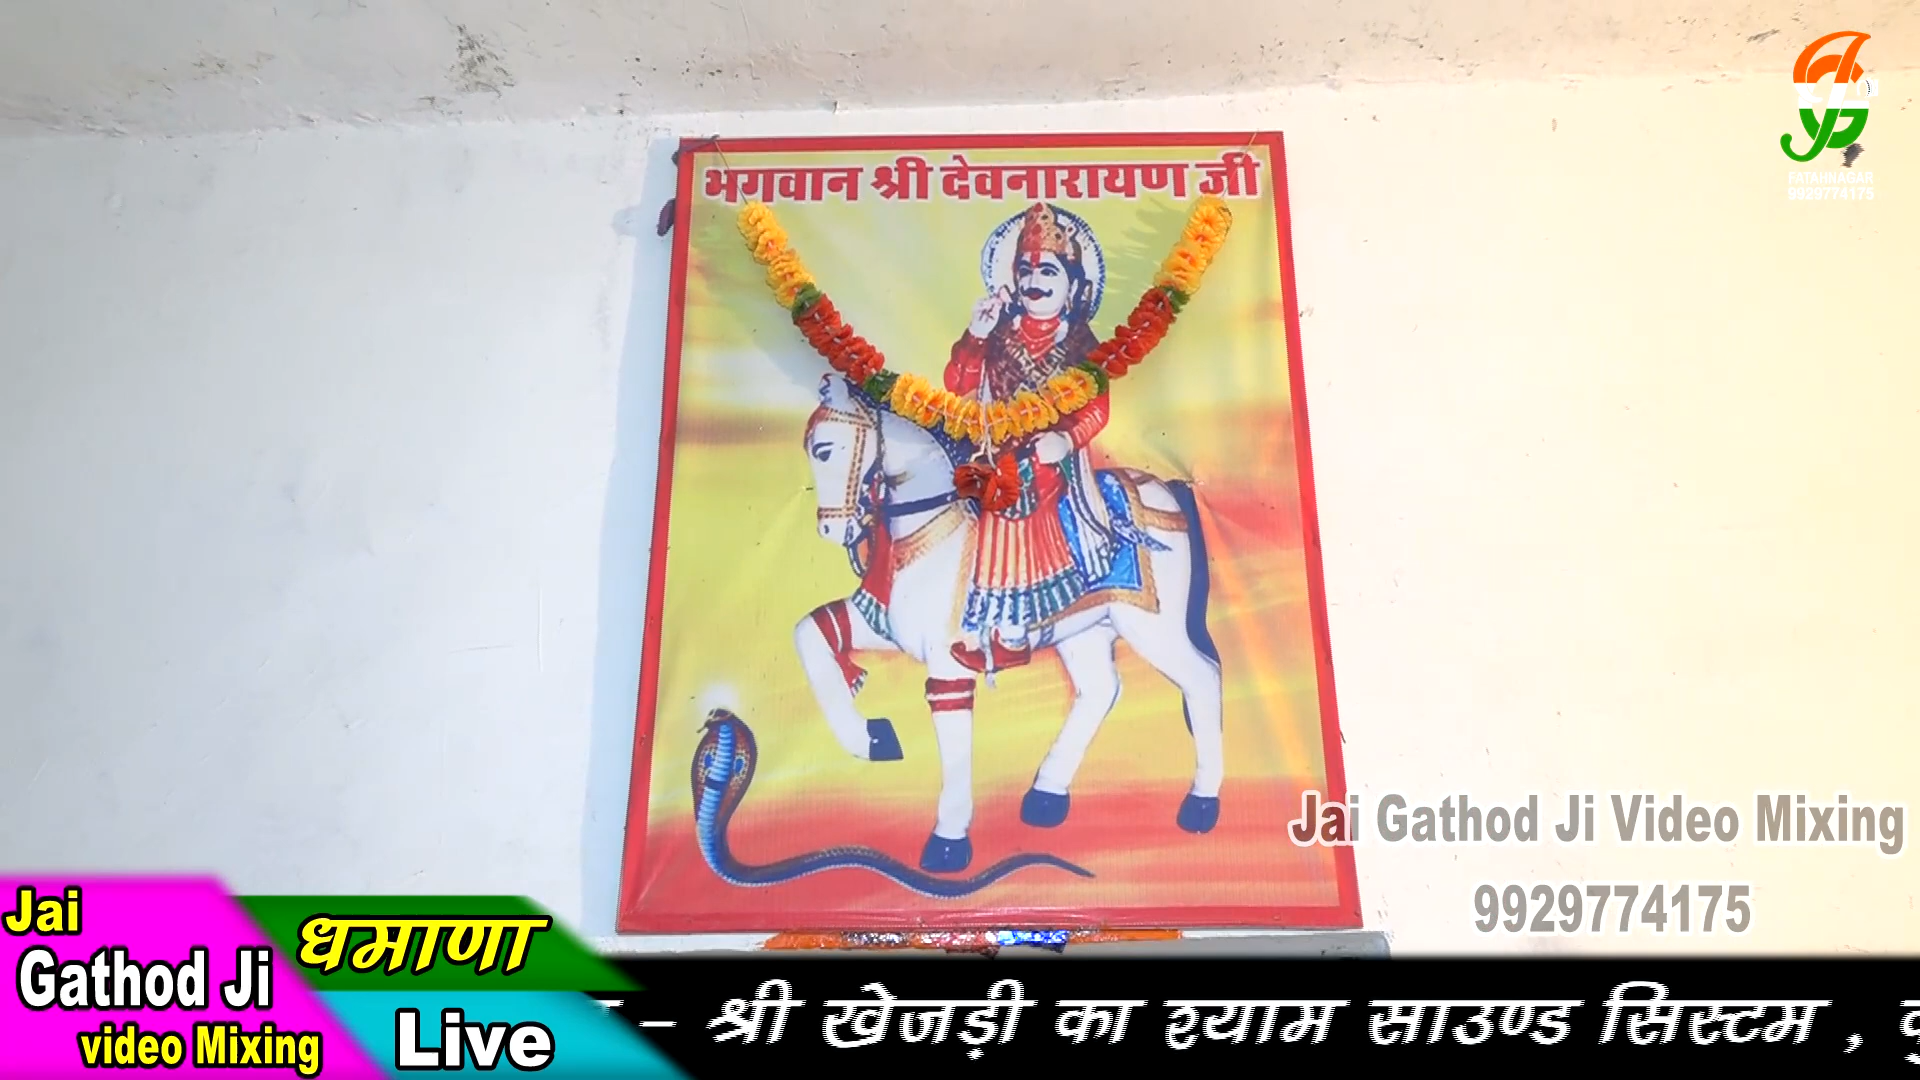 भगवान श्री देवनारायण जी
FATAHNAGAR
9929774175
Jai Gathod Ji Video Mixing
9929774175
Jai
Gathod Ji
video Mixing
धमाणा
Live
- श्री खेजड़ी का श्याम साउण्ड सिस्टम ,